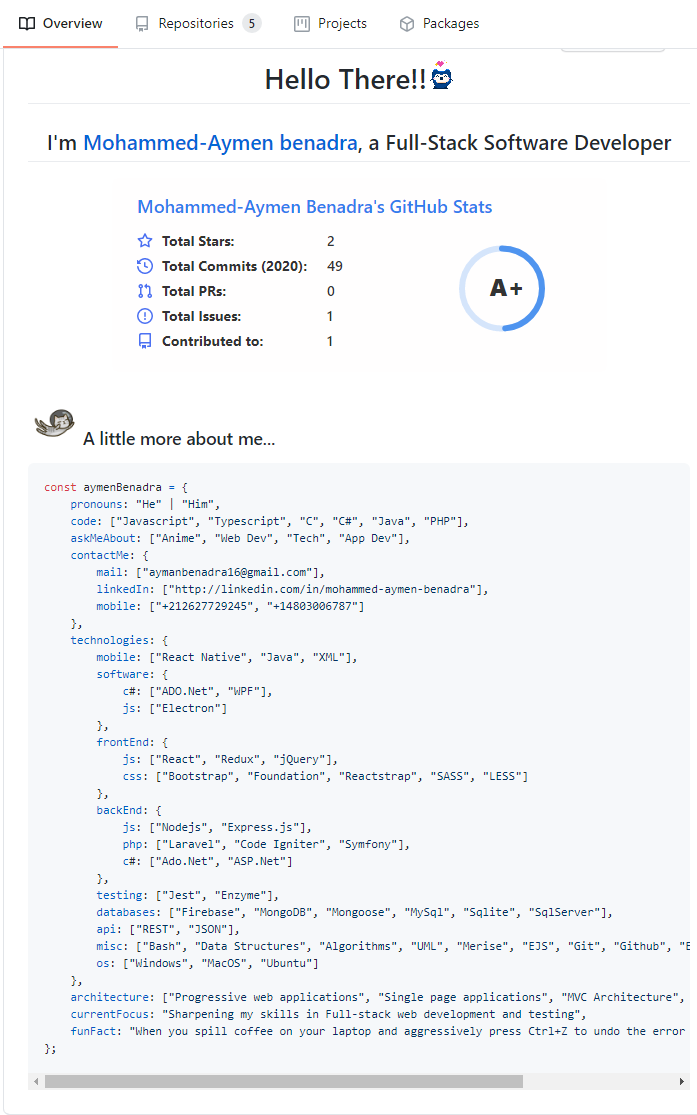 Overview Repositories 5 Projects Packages
Hello There!!
I'm Mohammed-Aymen benadra, a Full-Stack Software Developer
Mohammed-Aymen Benadra's GitHub Stats
Total Stars: 2
Total Commits (2020): 49
Total PRs: 0
Total Issues: 1
Contributed to: 1
A+
A little more about me...
const aymenBenadra = {
pronouns: "He" | "Him",
code: ["Javascript", "Typescript", "C", "C#", "Java", "PHP"],
askMeAbout: ["Anime", "Web Dev", "Tech", "App Dev"],
contactMe: {
mail: ["aymanbenadra16@gmail.com"],
linkedIn: ["http://linkedin.com/in/mohammed-aymen-benadra"],
mobile: ["+212627729245", "+14803006787"]
},
technologies: {
mobile: ["React Native", "Java", "XML"],
software: {
c#: ["ADO.Net", "WPF"],
js: ["Electron"]
},
frontEnd: {
js: ["React", "Redux", "jQuery"],
css: ["Bootstrap", "Foundation", "Reactstrap", "SASS", "LESS"]
},
backEnd: {
js: ["Nodejs", "Express.js"],
php: ["Laravel", "Code Igniter", "Symfony"],
c#: ["Ado.Net", "ASP.Net"]
},
testing: ["Jest", "Enzyme"],
databases: ["Firebase", "MongoDB", "Mongoose", "MySql", "Sqlite", "SqlServer"],
api: ["REST", "JSON"],
misc: ["Bash", "Data Structures", "Algorithms", "UML", "Merise", "EJS", "Git", "Github",
os: ["Windows", "MacOS", "Ubuntu"]
},
architecture: ["Progressive web applications", "Single page applications", "MVC Architecture",
currentFocus: "Sharpening my skills in Full-stack web development and testing",
funFact: "When you spill coffee on your laptop and aggressively press Ctrl+Z to undo the error
};